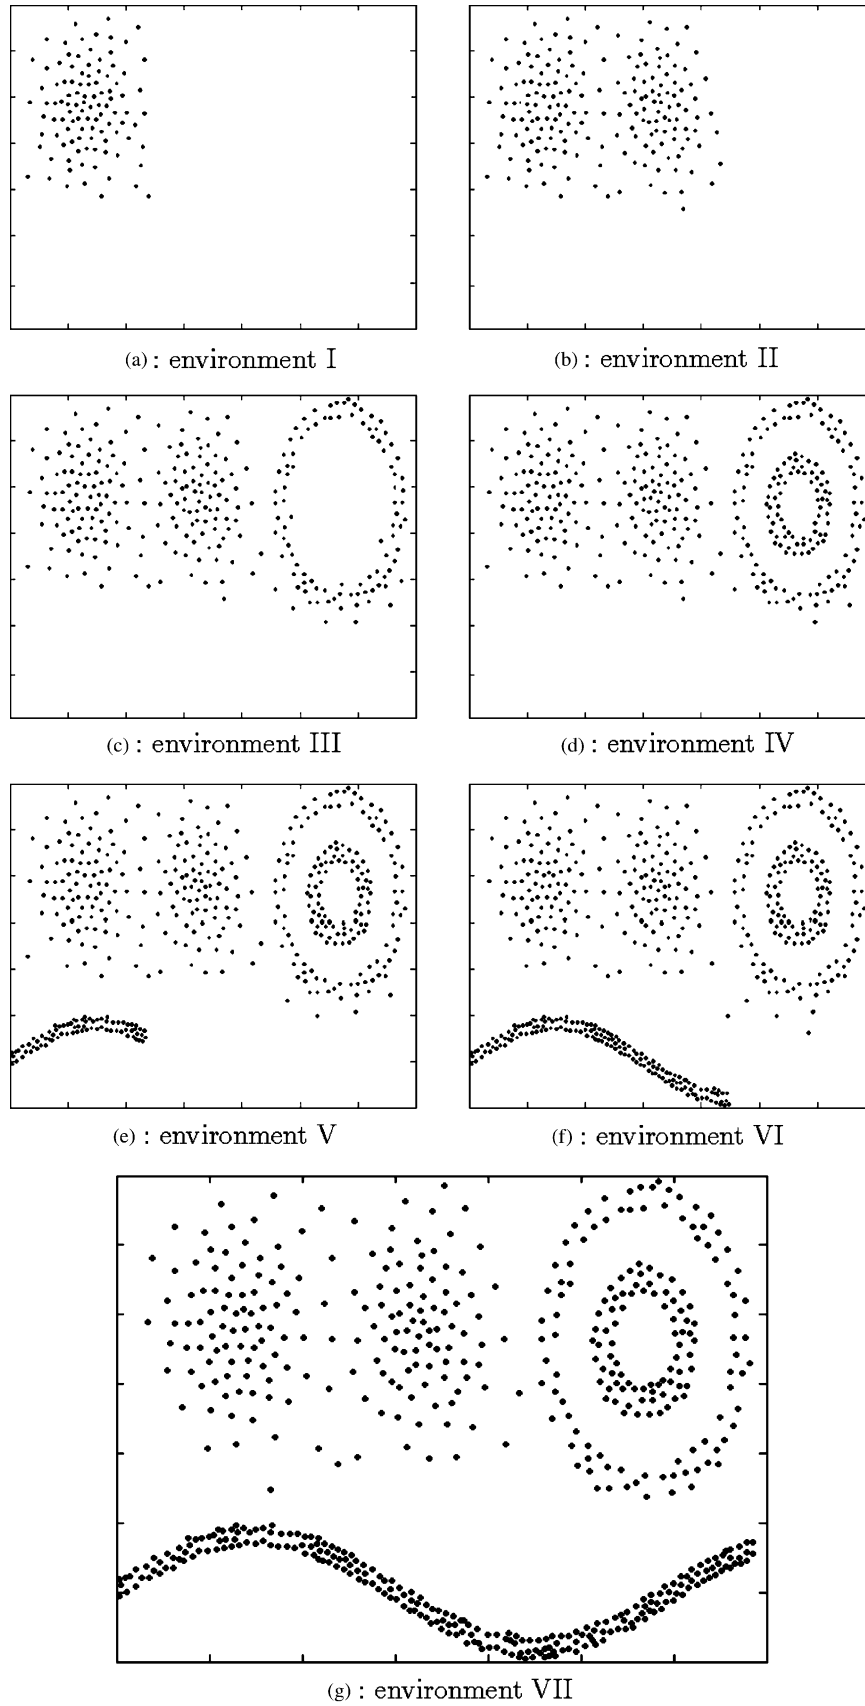 (a) : environment I
(b) : environment II
(c) : environment III
(d) : environment IV
(e) : environment V
(f) : environment VI
(g) : environment VII